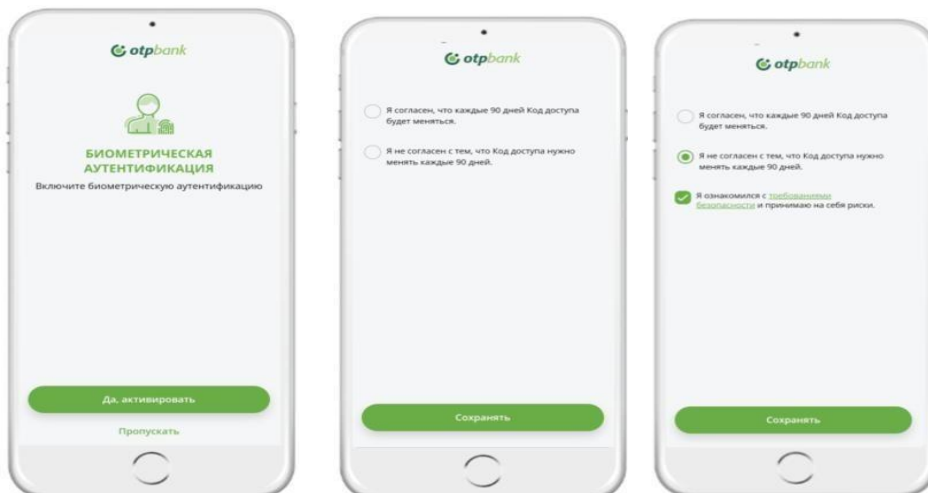 otpbank
БИОМЕТРИЧЕСКАЯ
АУТЕНТИФИКАЦИЯ
Включите биометрическую аутентификацию
Да, активировать
Пропускать
otpbank
Я согласен, что каждые 90 дней Код доступа
будет меняться.
Я не согласен с тем, что Код доступа нужно
менять каждые 90 дней.
Сохранять
otpbank
Я согласен, что каждые 90 дней Код доступа
будет меняться.
Я не согласен с тем, что Код доступа нужно
менять каждые 90 дней.
Я ознакомился с требованиями
безопасности и принимаю на себя риски.
Сохранять